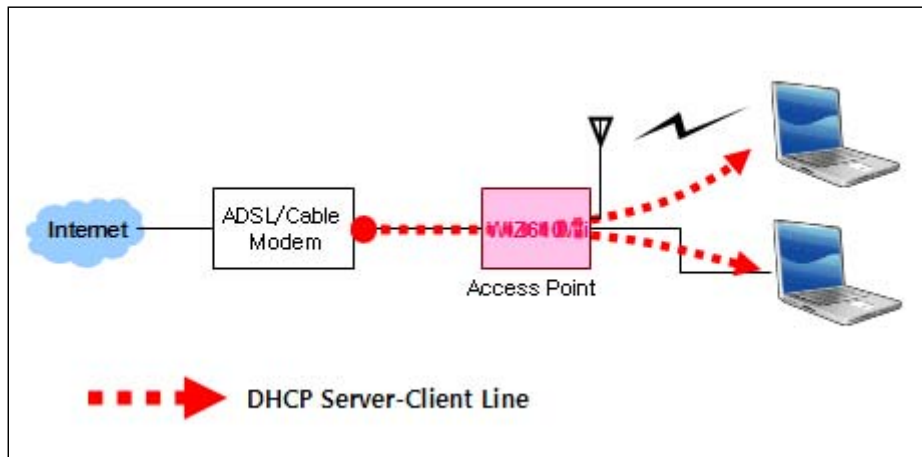 Internet
ADSL/Cable
Modem
Access Point
DHCP Server-Client Line